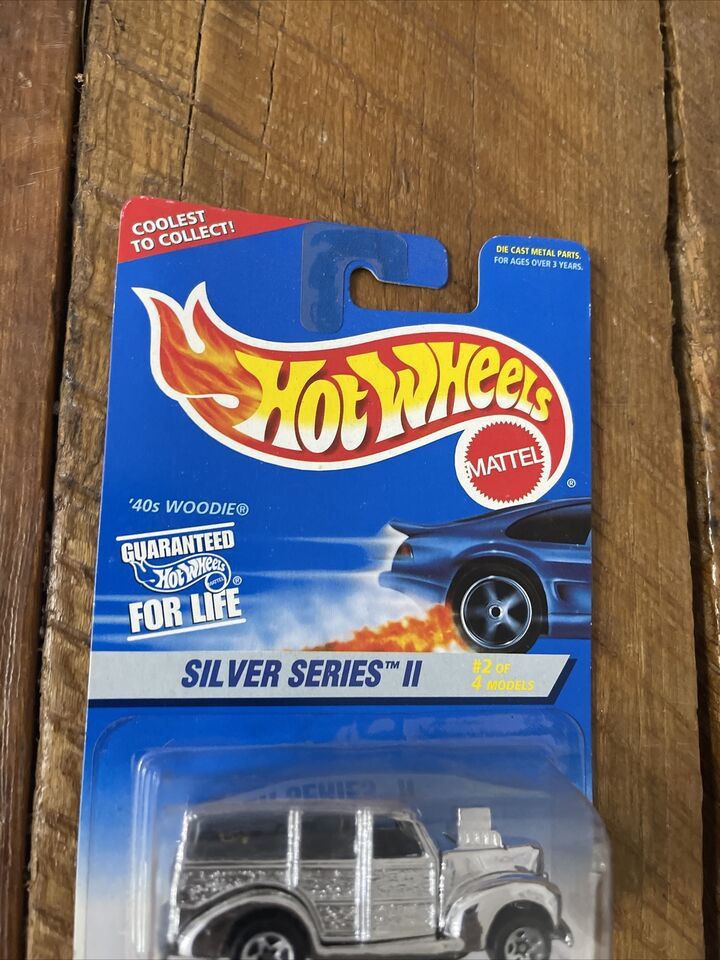 COOLEST
TO COLLECT!
DIE CAST METAL PARTS.
FOR AGES OVER 3 YEARS.
HOT WHEELS
MATTEL
®
'40s WOODIE®
GUARANTEED
HOT WHEELS
MATTEL
®
FOR LIFE
SILVER SERIES™ II
#2 OF
4 MODELS